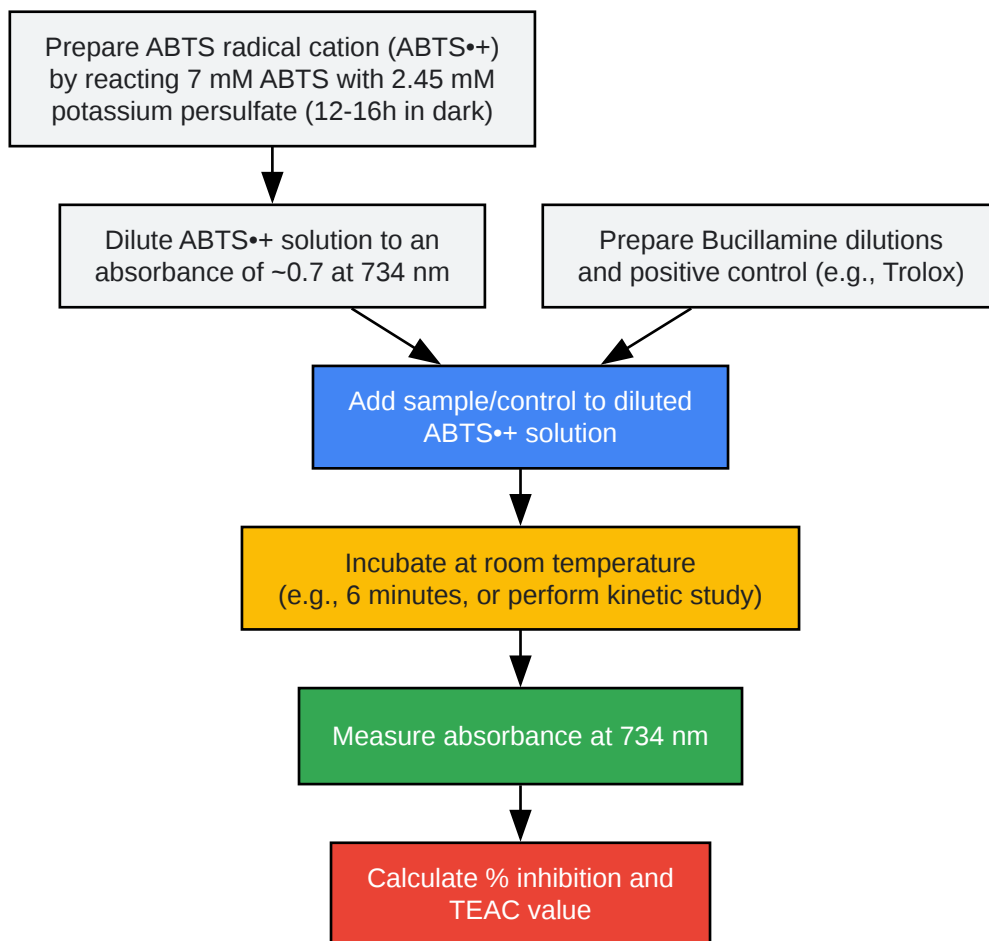 Prepare ABTS radical cation (ABTS•+)
by reacting 7 mM ABTS with 2.45 mM
potassium persulfate (12-16h in dark)
Dilute ABTS•+ solution to an
absorbance of ~0.7 at 734 nm
Prepare Bucillamine dilutions
and positive control (e.g., Trolox)
Add sample/control to diluted
ABTS•+ solution
Incubate at room temperature
(e.g., 6 minutes, or perform kinetic study)
Measure absorbance at 734 nm
Calculate % inhibition and
TEAC value